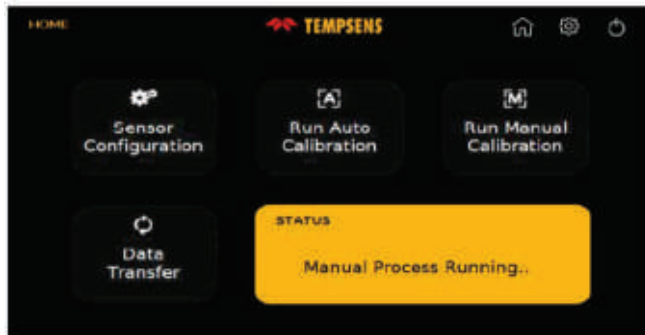 HOME
TEMPSENS
[A]
[M]
Sensor
Configuration
Run Auto
Calibration
Run Manual
Calibration
STATUS
Data
Transfer
Manual Process Running..